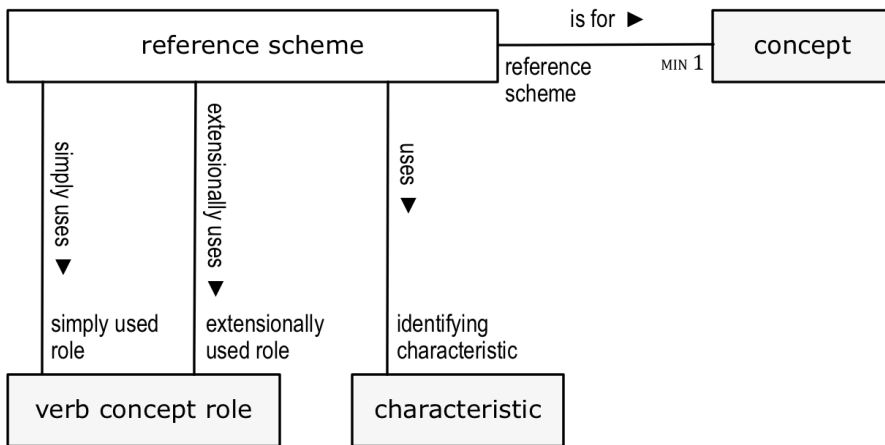 is for ►
reference scheme
concept
reference
scheme
MIN 1
simply uses ►
extensionally uses ►
uses ►
simply used
role
extensionally
used role
identifying
characteristic
verb concept role
characteristic